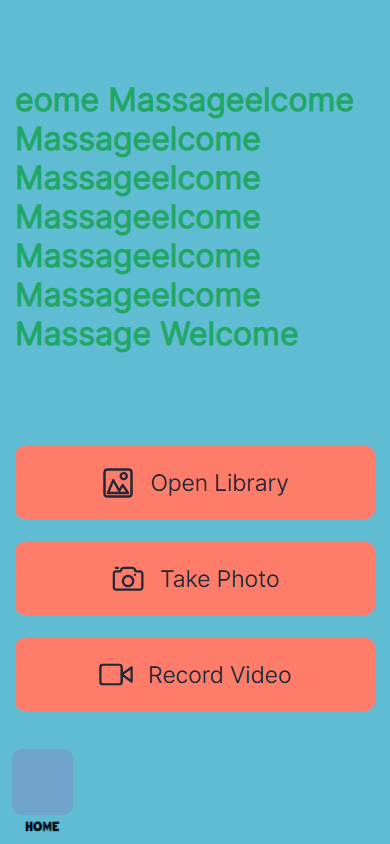 eome Massageelcome
Massageelcome
Massageelcome
Massageelcome
Massageelcome
Massageelcome
Massage Welcome
Open Library
Take Photo
Record Video
HOME